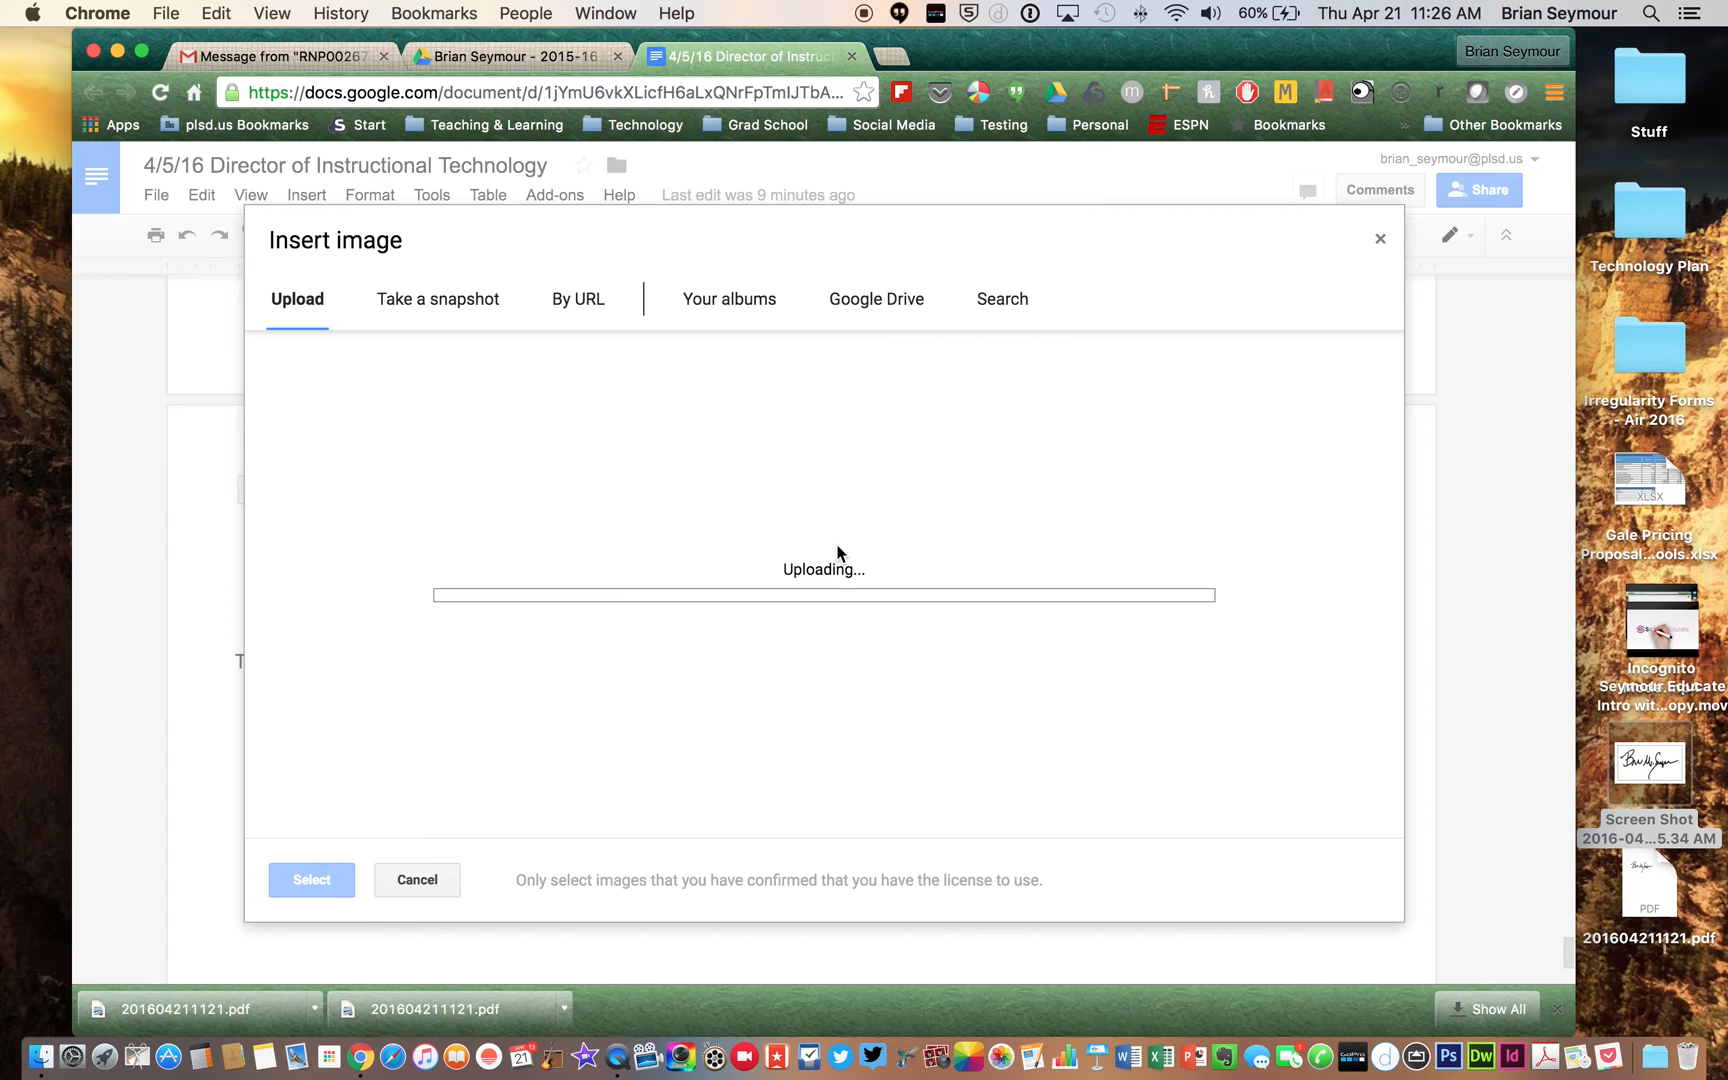 Chrome File Edit View History Bookmarks People Window Help 60% Thu Apr 21 11:26 AM Brian Seymour
Message from "RNP00267 Brian Seymour - 2015-16 4/5/16 Director of Instruc Brian Seymour
https://docs.google.com/document/d/1jYmU6vkXLicfH6aLxQNrFpTmIJTbA...
Apps plsd.us Bookmarks Start Teaching & Learning Technology Grad School Social Media Testing Personal ESPN Bookmarks » Other Bookmarks
4/5/16 Director of Instructional Technology brian_seymour@plsd.us
File Edit View Insert Format Tools Table Add-ons Help Last edit was 9 minutes ago Comments Share
Insert image
Upload Take a snapshot By URL Your albums Google Drive Search
Uploading...
T
Select Cancel Only select images that you have confirmed that you have the license to use.
201604211121.pdf 201604211121.pdf Show All
Stuff
Technology Plan
Irregularity Forms
- Air 2016
XLSX
Gale Pricing
Proposal...ools.xlsx
Incognito
Seymour Educate
Intro wit...opy.mov
Screen Shot
2016-04...5.34 AM
PDF
201604211121.pdf